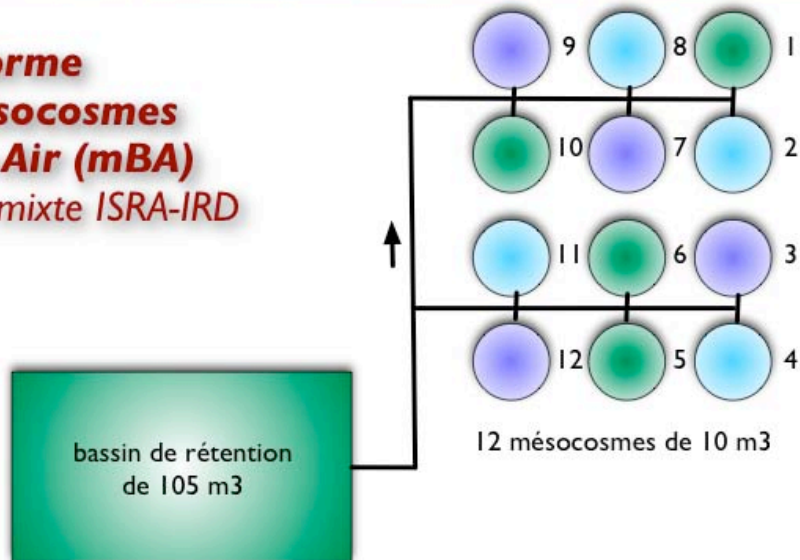 orme
socosmes
Air (mBA)
mixte ISRA-IRD
9 8 1
10 7 2
11 6 3
12 5 4
12 mésocosmes de 10 m3
bassin de rétention
de 105 m3